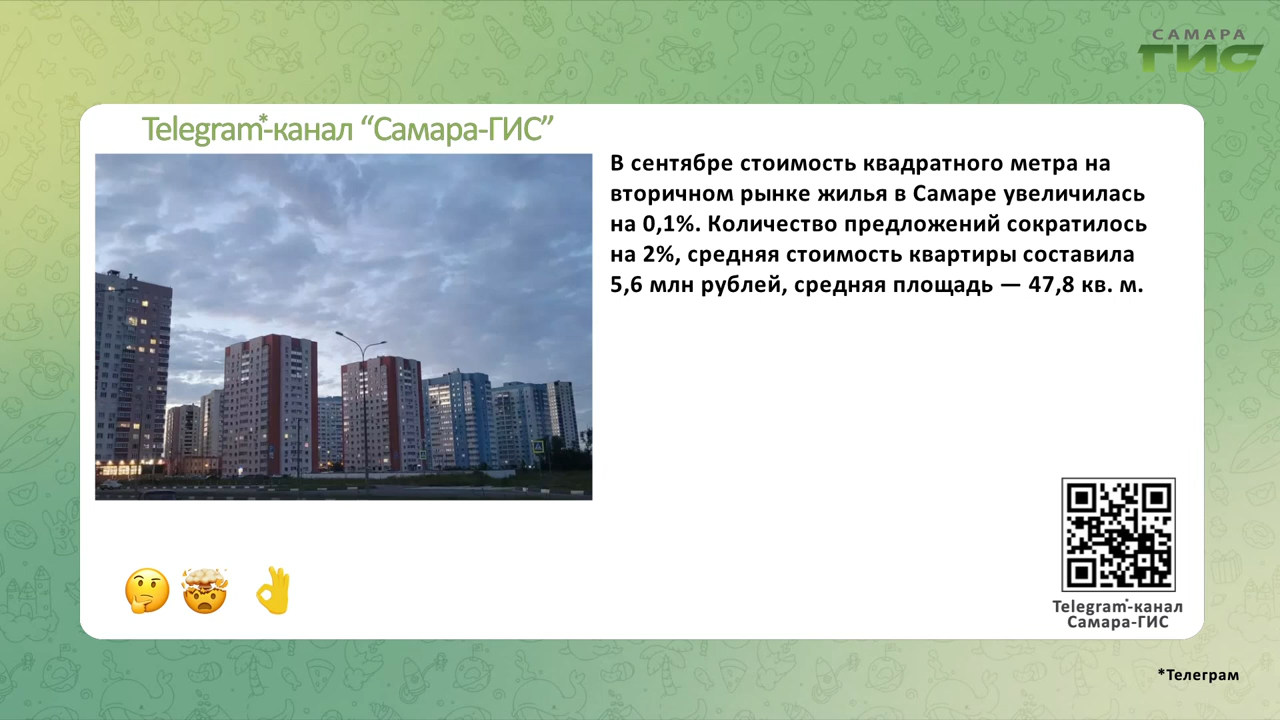 САМАРА
ГИС
Telegram*-канал “Самара-ГИС”
В сентябре стоимость квадратного метра на
вторичном рынке жилья в Самаре увеличилась
на 0,1%. Количество предложений сократилось
на 2%, средняя стоимость квартиры составила
5,6 млн рублей, средняя площадь — 47,8 кв. м.
Telegram*-канал
Самара-ГИС
*Телеграм